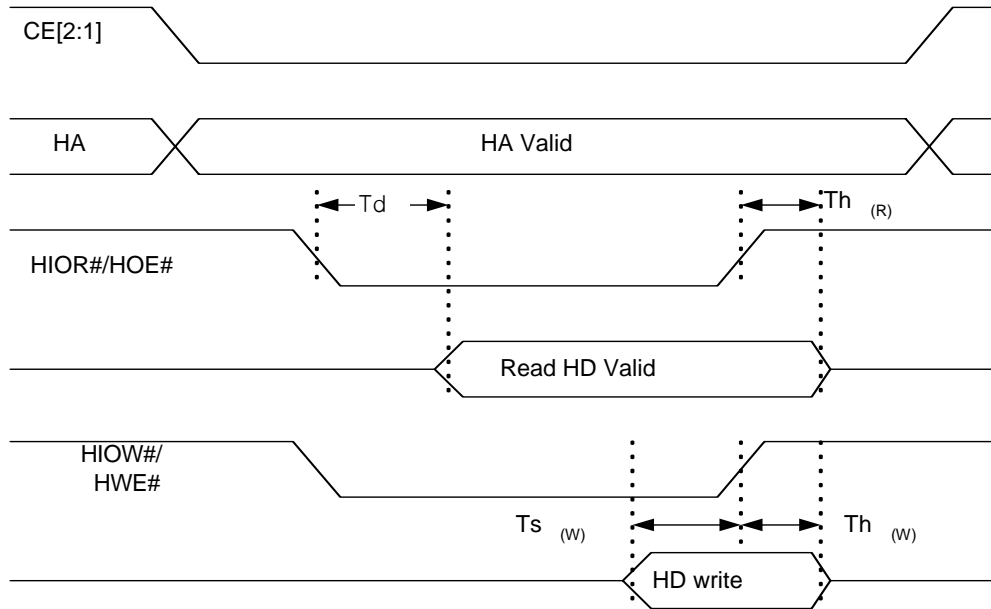 CE[2:1]
HA
HA Valid
Td
Th (R)
HIOR#/HOE#
Read HD Valid
HIOW#/
HWE#
Ts (W)
Th (W)
HD write